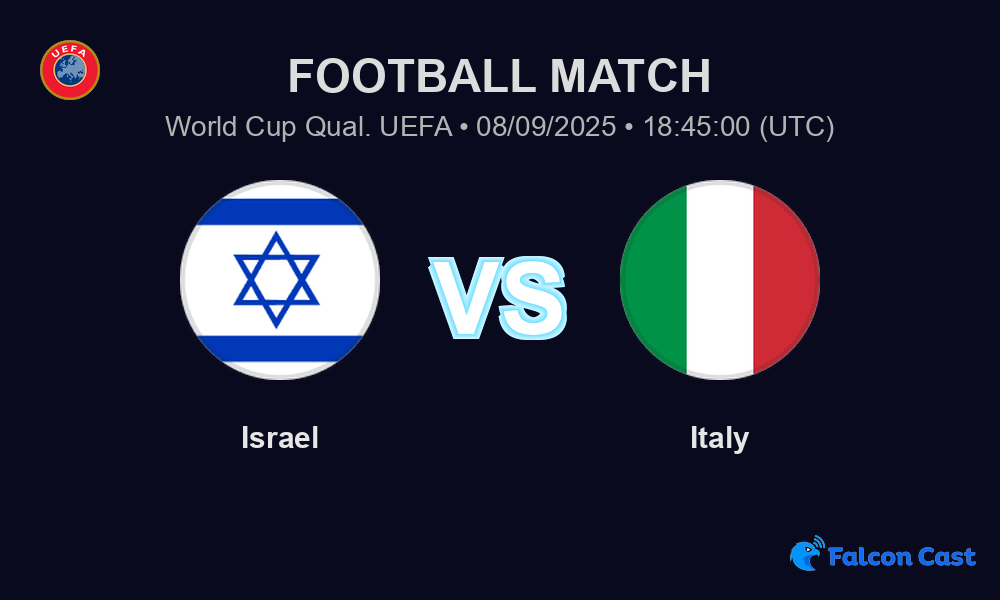 UEFA
FOOTBALL MATCH
World Cup Qual. UEFA • 08/09/2025 • 18:45:00 (UTC)
VS
Israel
Italy
Falcon Cast